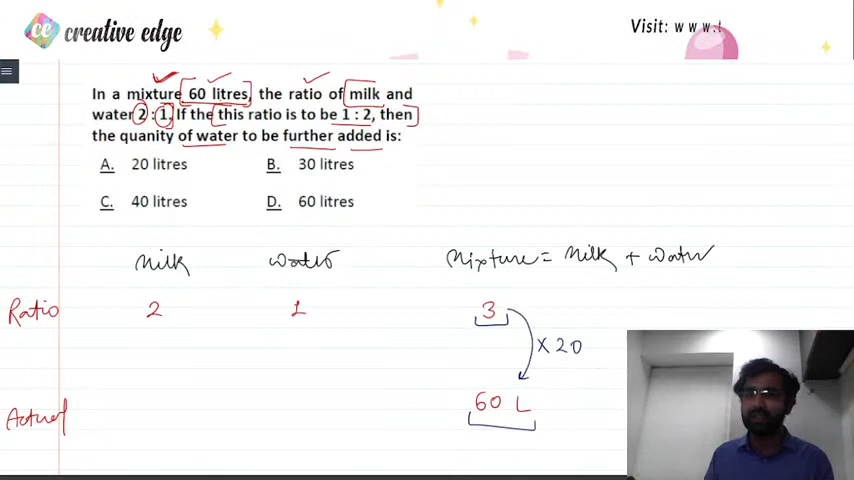 creative edge
Visit: www.t
In a mixture 60 litres, the ratio of milk and
water 2 : 1. If the this ratio is to be 1 : 2, then
the quanity of water to be further added is:
A. 20 litres B. 30 litres
C. 40 litres D. 60 litres
Milk Water Mixture = Milk + Water
Ratio 2 1 3
× 20
Actual 60 L